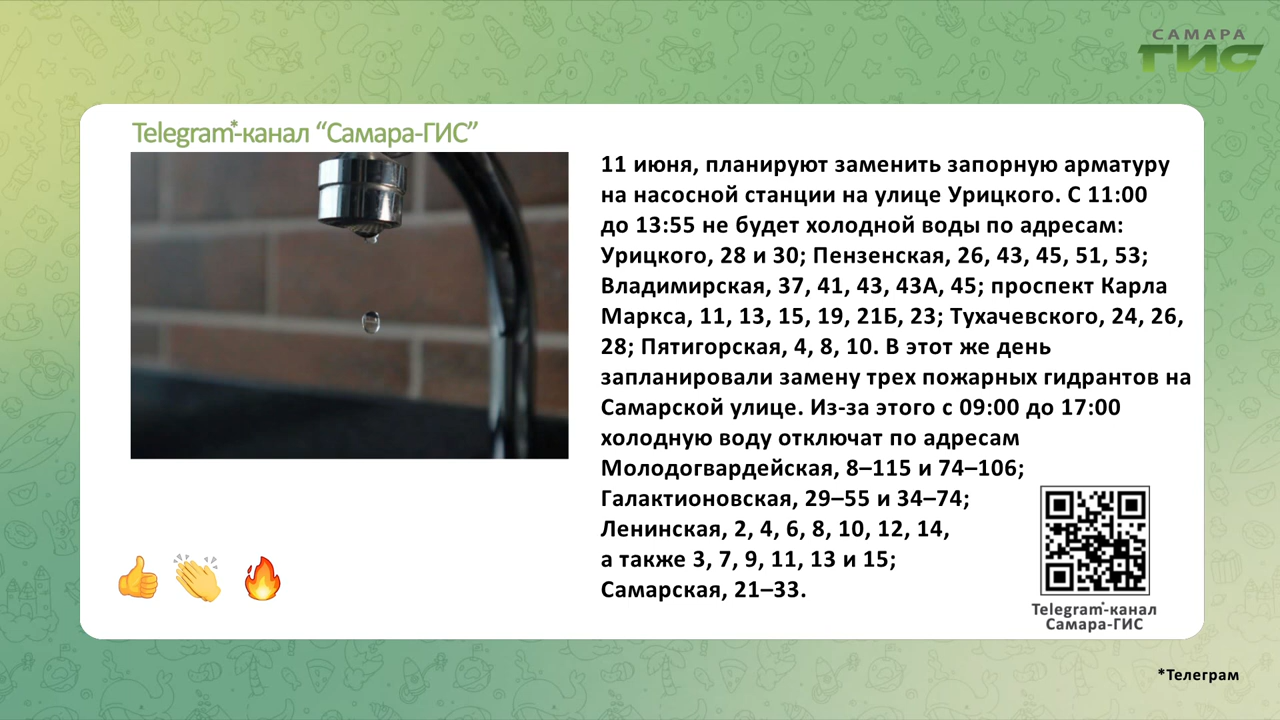 САМАРА
ГИС
Telegram*-канал “Самара-ГИС”
11 июня, планируют заменить запорную арматуру
на насосной станции на улице Урицкого. С 11:00
до 13:55 не будет холодной воды по адресам:
Урицкого, 28 и 30; Пензенская, 26, 43, 45, 51, 53;
Владимирская, 37, 41, 43, 43А, 45; проспект Карла
Маркса, 11, 13, 15, 19, 21Б, 23; Тухачевского, 24, 26,
28; Пятигорская, 4, 8, 10. В этот же день
запланировали замену трех пожарных гидрантов на
Самарской улице. Из-за этого с 09:00 до 17:00
холодную воду отключат по адресам
Молодогвардейская, 8–115 и 74–106;
Галактионовская, 29–55 и 34–74;
Ленинская, 2, 4, 6, 8, 10, 12, 14,
а также 3, 7, 9, 11, 13 и 15;
Самарская, 21–33.
Telegram*-канал
Самара-ГИС
*Телеграм